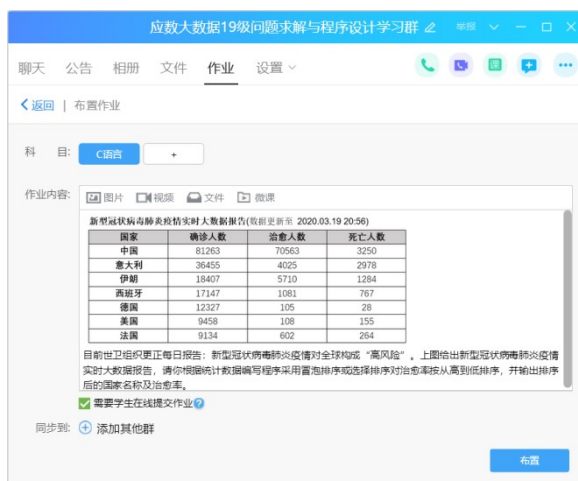 应数大数据19级问题求解与程序设计学习群 举报
聊天 公告 相册 文件 作业 设置
返回 | 布置作业
科 目: C语言 +
作业内容: 图片 视频 文件 微课
新型冠状病毒肺炎疫情实时大数据报告(数据更新至 2020.03.19 20:56)
国家 确诊人数 治愈人数 死亡人数
中国 81263 70563 3250
意大利 36455 4025 2978
伊朗 18407 5710 1284
西班牙 17147 1081 767
德国 12327 105 28
美国 9458 108 155
法国 9134 602 264
目前世卫组织更正每日报告：新型冠状病毒肺炎疫情对全球构成“高风险”。上图给出新型冠状病毒肺炎疫情
实时大数据报告，请你根据统计数据编写程序采用冒泡排序或选择排序对治愈率按从高到低排序，并输出排序
后的国家名称及治愈率。
需要学生在线提交作业?
同步到: 添加其他群
布置